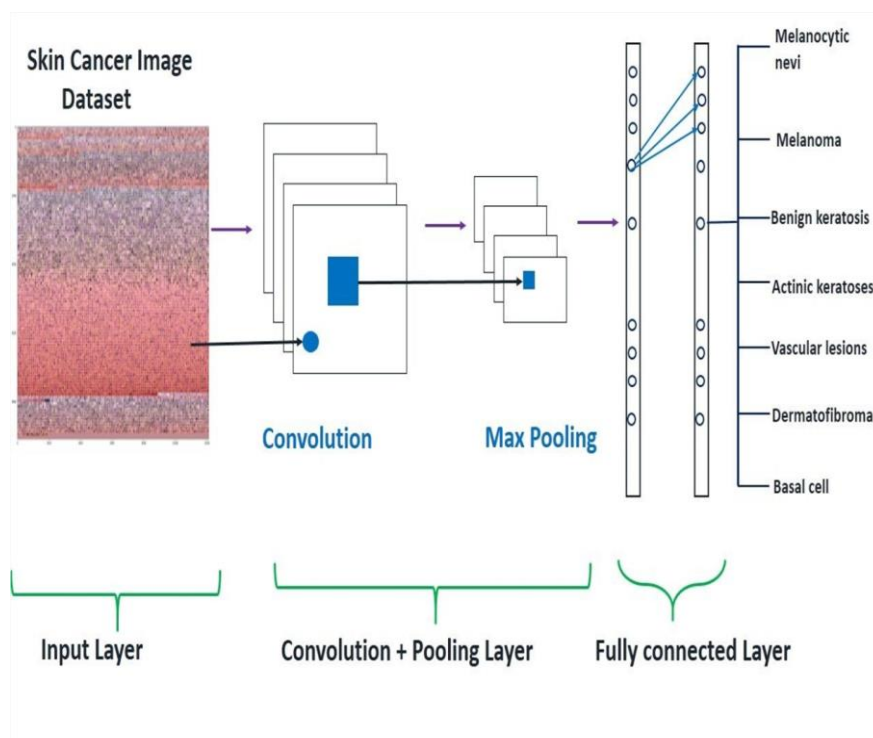 Skin Cancer Image
Dataset
Convolution
Max Pooling
Melanocytic
nevi
Melanoma
Benign keratosis
Actinic keratoses
Vascular lesions
Dermatofibroma
Basal cell
Input Layer
Convolution + Pooling Layer
Fully connected Layer